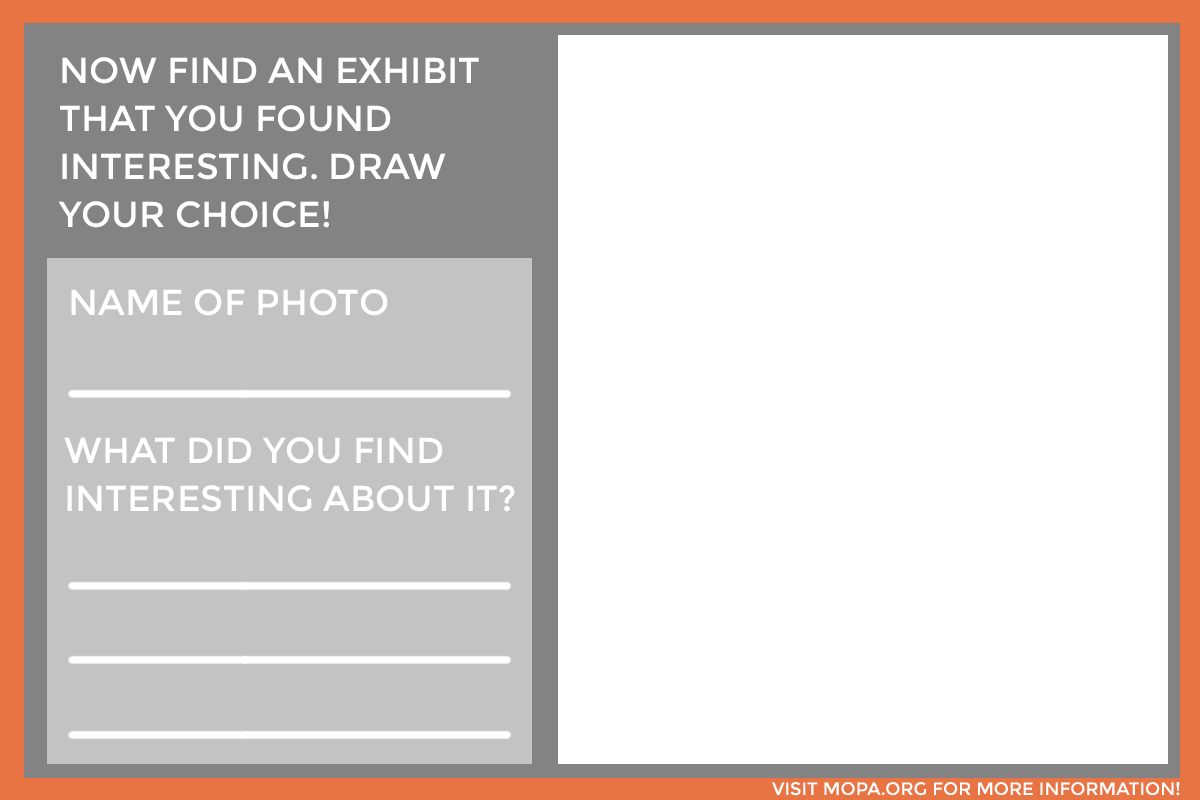 NOW FIND AN EXHIBIT
THAT YOU FOUND
INTERESTING. DRAW
YOUR CHOICE!
NAME OF PHOTO
WHAT DID YOU FIND
INTERESTING ABOUT IT?
VISIT MOPA.ORG FOR MORE INFORMATION!